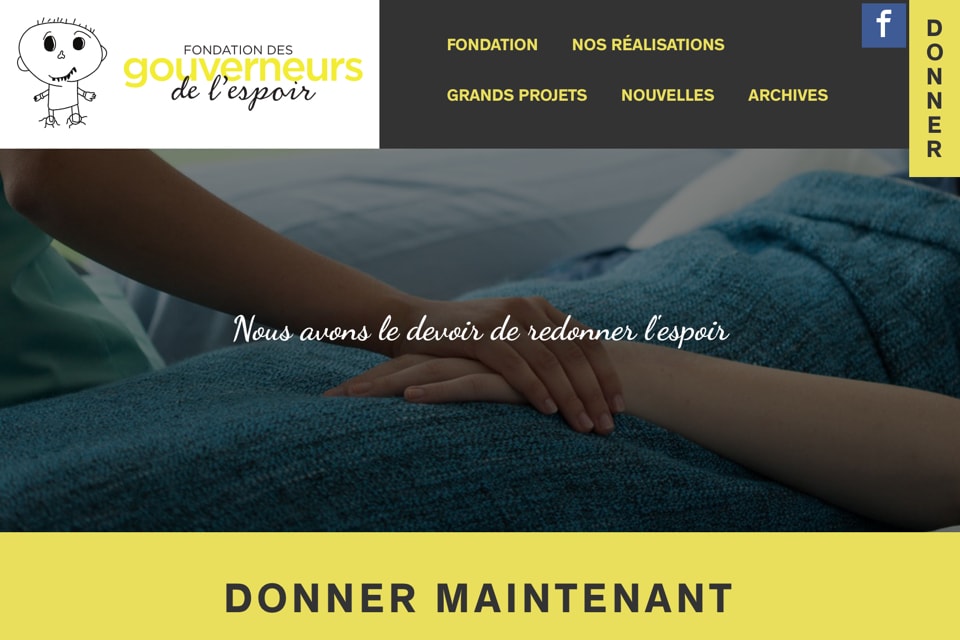 FONDATION DES
gouverneurs
de l'espoir
FONDATION NOS RÉALISATIONS
GRANDS PROJETS NOUVELLES ARCHIVES
f
DONNER
Nous avons le devoir de redonner l'espoir
DONNER MAINTENANT